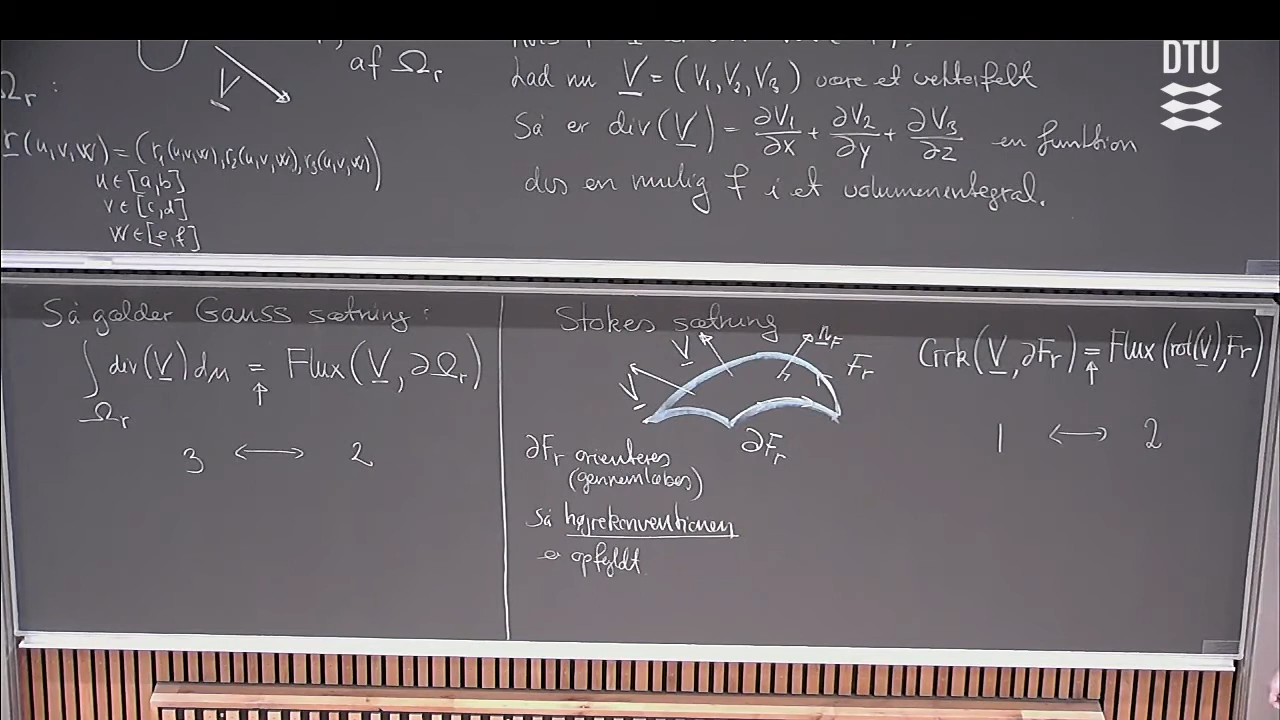 af Ωr
V
Ωr :
r(u,v,w) = (r1(u,v,w), r2(u,v,w), r3(u,v,w))
u ∈ [a,b]
v ∈ [c,d]
w ∈ [e,f]
Lad nu V = (V1, V2, V3) være et vektorfelt
Så er div(V) = ∂V1/∂x + ∂V2/∂y + ∂V3/∂z en funktion
dvs en mulig f i et volumenintegral.
DTU
Så gælder Gauss sætning :
∫Ωr div(V) dμ = Flux(V, ∂Ωr)
↑
3 ↔ 2
Stokes sætning
V
V
nF
Fr
∂Fr
∂Fr orienteres
(gennemløbes)
Så højrekonventionen
er opfyldt
Cirk(V, ∂Fr) = Flux(rot(V), Fr)
↑
1 ↔ 2